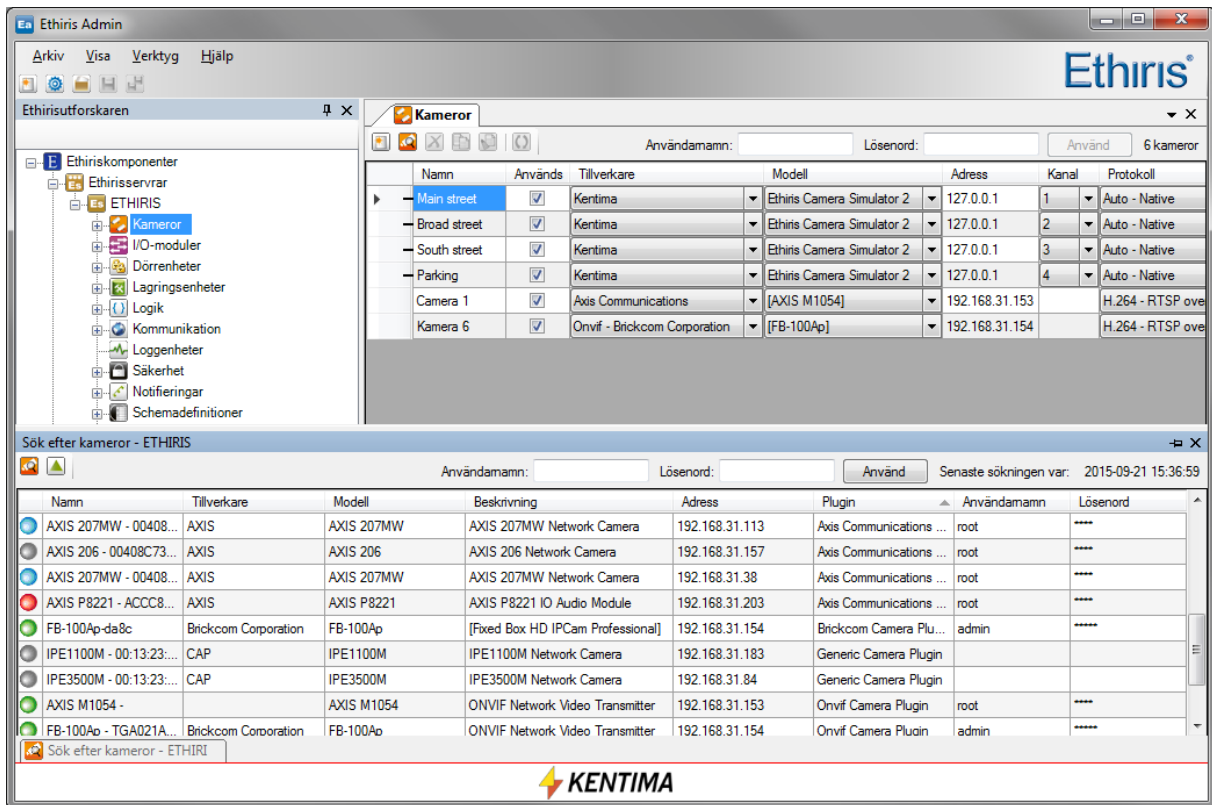 Ea Ethiris Admin
Arkiv Visa Verktyg Hjälp
Ethiris
Ethirisutforskaren
Ethiriskomponenter
Ethirisservrar
ETHIRIS
Kameror
I/O-moduler
Dörrenheter
Lagringsenheter
Logik
Kommunikation
Loggenheter
Säkerhet
Notifieringar
Schemadefinitioner
Kameror
Användarnamn: Lösenord: Använd 6 kameror
Namn Används Tillverkare Modell Adress Kanal Protokoll
Main street Kentima Ethiris Camera Simulator 2 127.0.0.1 1 Auto - Native
Broad street Kentima Ethiris Camera Simulator 2 127.0.0.1 2 Auto - Native
South street Kentima Ethiris Camera Simulator 2 127.0.0.1 3 Auto - Native
Parking Kentima Ethiris Camera Simulator 2 127.0.0.1 4 Auto - Native
Camera 1 Axis Communications [AXIS M1054] 192.168.31.153 H.264 - RTSP ove
Kamera 6 Onvif - Brickcom Corporation [FB-100Ap] 192.168.31.154 H.264 - RTSP ove
Sök efter kameror - ETHIRIS
Användarnamn: Lösenord: Använd Senaste sökningen var: 2015-09-21 15:36:59
Namn Tillverkare Modell Beskrivning Adress Plugin Användarnamn Lösenord
AXIS 207MW - 00408... AXIS AXIS 207MW AXIS 207MW Network Camera 192.168.31.113 Axis Communications ... root ****
AXIS 206 - 00408C73... AXIS AXIS 206 AXIS 206 Network Camera 192.168.31.157 Axis Communications ... root ****
AXIS 207MW - 00408... AXIS AXIS 207MW AXIS 207MW Network Camera 192.168.31.38 Axis Communications ... root ****
AXIS P8221 - ACCC8... AXIS AXIS P8221 AXIS P8221 IO Audio Module 192.168.31.203 Axis Communications ... root ****
FB-100Ap-da8c Brickcom Corporation FB-100Ap [Fixed Box HD IPCam Professional] 192.168.31.154 Brickcom Camera Plu... admin *****
IPE1100M - 00:13:23:... CAP IPE1100M IPE1100M Network Camera 192.168.31.183 Generic Camera Plugin
IPE3500M - 00:13:23:... CAP IPE3500M IPE3500M Network Camera 192.168.31.84 Generic Camera Plugin
AXIS M1054 - AXIS M1054 ONVIF Network Video Transmitter 192.168.31.153 Onvif Camera Plugin root ****
FB-100Ap - TGA021A... Brickcom Corporation FB-100Ap ONVIF Network Video Transmitter 192.168.31.154 Onvif Camera Plugin admin *****
Sök efter kameror - ETHIRI
KENTIMA